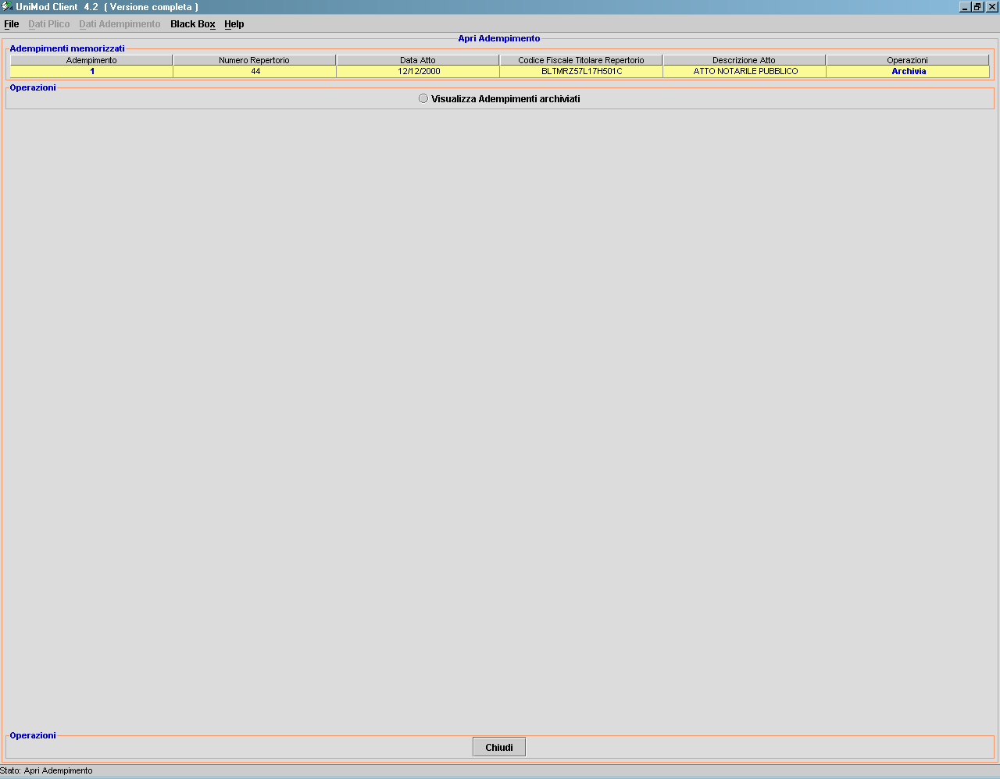 UniMod Client 4.2 ( Versione completa )
File Dati Plico Dati Adempimento Black Box Help
Apri Adempimento
Adempimenti memorizzati
Adempimento Numero Repertorio Data Atto Codice Fiscale Titolare Repertorio Descrizione Atto Operazioni
1 44 12/12/2000 BLTMRZ57L17H501C ATTO NOTARILE PUBBLICO Archivia
Operazioni
Visualizza Adempimenti archiviati
Operazioni
Chiudi
Stato: Apri Adempimento